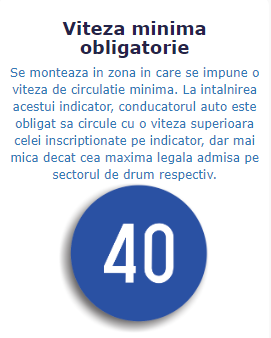 Viteza minima
obligatorie
Se monteaza in zona in care se impune o
viteza de circulatie minima. La intalnirea
acestui indicator, conducatorul auto este
obligat sa circule cu o viteza superioara
celei inscriptionate pe indicator, dar mai
mica decat cea maxima legala admisa pe
sectorul de drum respectiv.
40